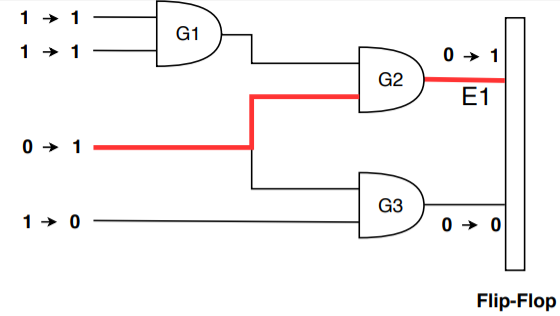 1 → 1
G1
1 → 1
0 → 1
G2
E1
0 → 1
G3
1 → 0
0 → 0
Flip-Flop